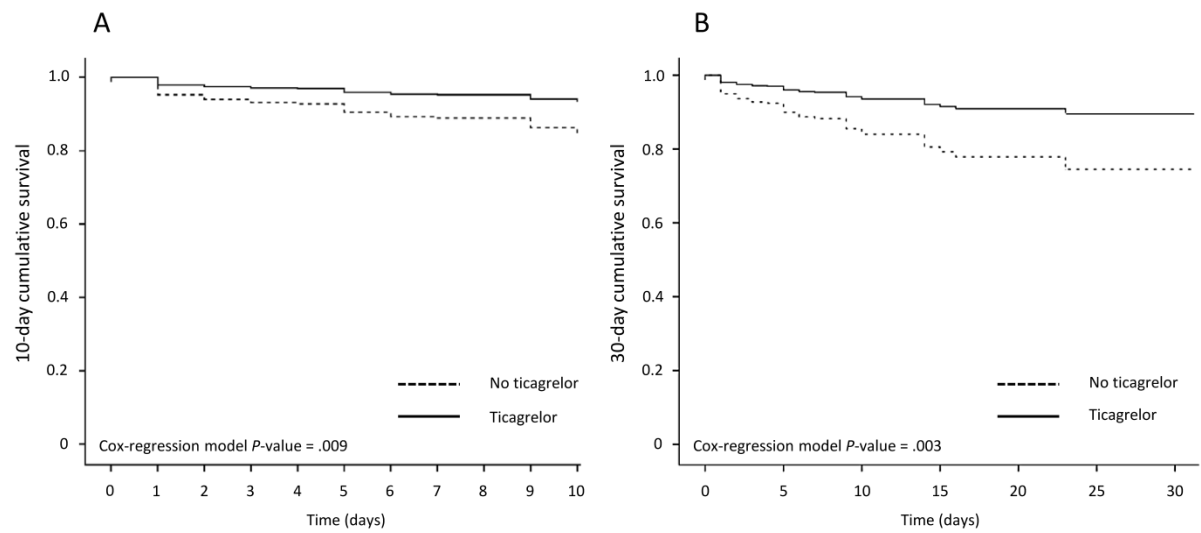 A
10-day cumulative survival
1.0
0.8
0.6
0.4
0.2
0
No ticagrelor
Ticagrelor
Cox-regression model P-value = .009
0 1 2 3 4 5 6 7 8 9 10
Time (days)
B
30-day cumulative survival
1.0
0.8
0.6
0.4
0.2
0
No ticagrelor
Ticagrelor
Cox-regression model P-value = .003
0 5 10 15 20 25 30
Time (days)